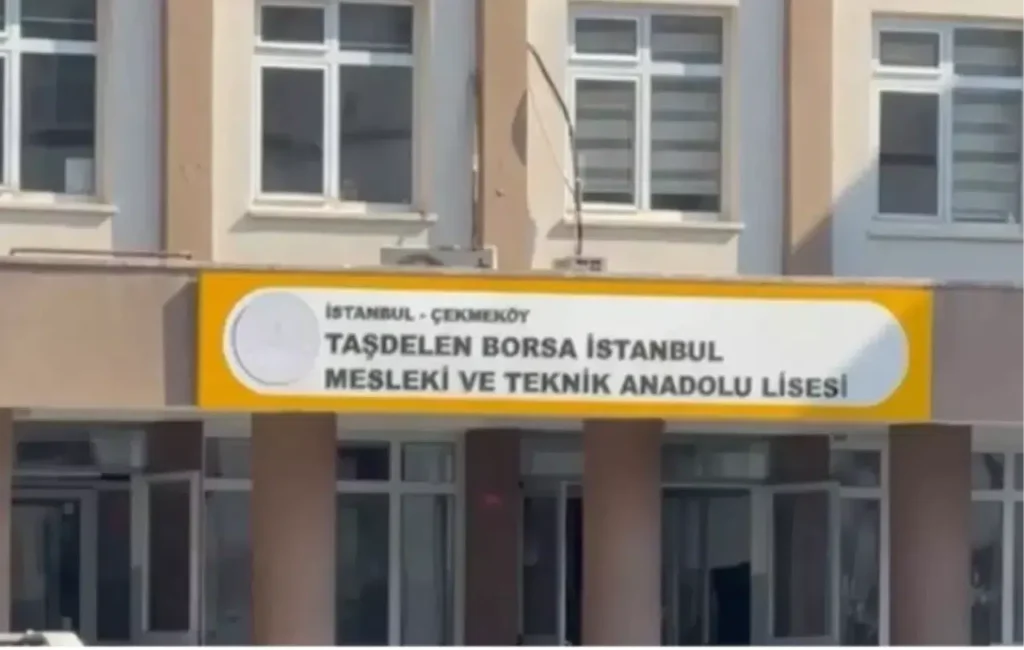 İSTANBUL - ÇEKMEKÖY
TAŞDELEN BORSA İSTANBUL
MESLEKİ VE TEKNİK ANADOLU LİSESİ